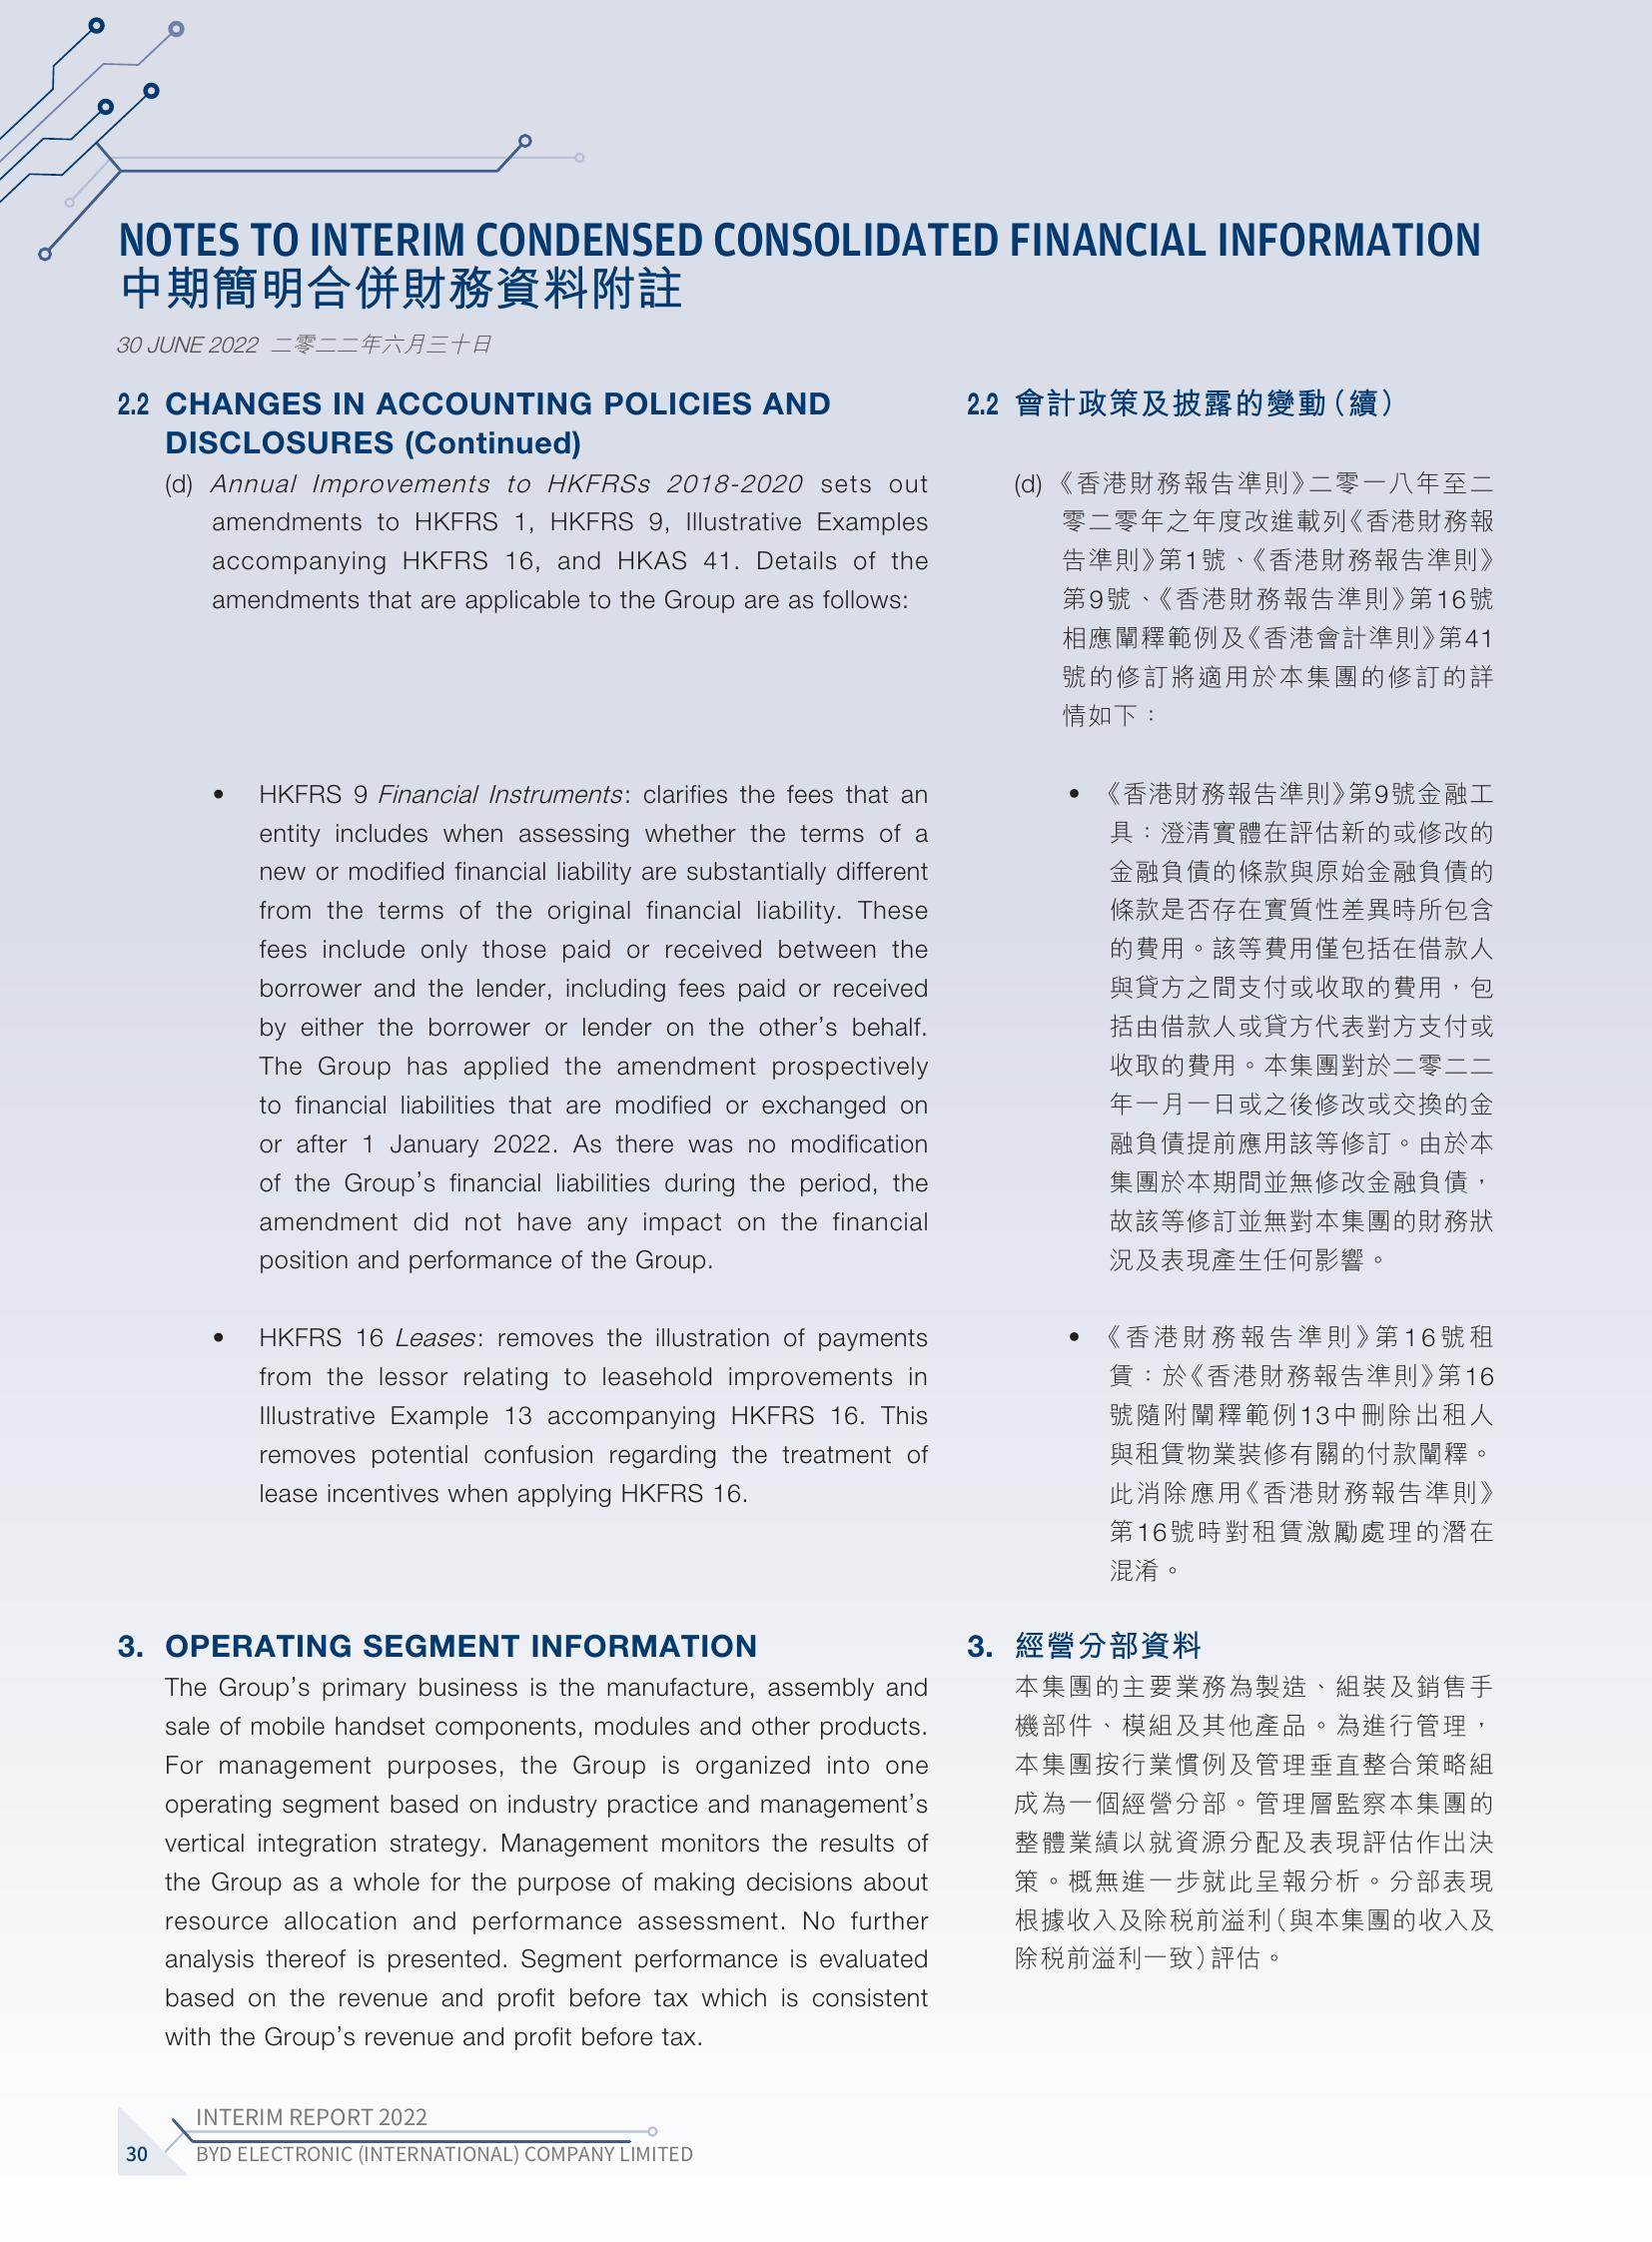 NOTES TO INTERIM CONDENSED CONSOLIDATED FINANCIAL INFORMATION
中期簡明合併財務資料附註
30 JUNE 2022 二零二二年六月三十日
2.2 CHANGES IN ACCOUNTING POLICIES AND
DISCLOSURES (Continued)
(d) Annual Improvements to HKFRSs 2018-2020 sets out
amendments to HKFRS 1, HKFRS 9, Illustrative Examples
accompanying HKFRS 16, and HKAS 41. Details of the
amendments that are applicable to the Group are as follows:
• HKFRS 9 Financial Instruments: clarifies the fees that an
entity includes when assessing whether the terms of a
new or modified financial liability are substantially different
from the terms of the original financial liability. These
fees include only those paid or received between the
borrower and the lender, including fees paid or received
by either the borrower or lender on the other’s behalf.
The Group has applied the amendment prospectively
to financial liabilities that are modified or exchanged on
or after 1 January 2022. As there was no modification
of the Group’s financial liabilities during the period, the
amendment did not have any impact on the financial
position and performance of the Group.
• HKFRS 16 Leases: removes the illustration of payments
from the lessor relating to leasehold improvements in
Illustrative Example 13 accompanying HKFRS 16. This
removes potential confusion regarding the treatment of
lease incentives when applying HKFRS 16.
3. OPERATING SEGMENT INFORMATION
The Group’s primary business is the manufacture, assembly and
sale of mobile handset components, modules and other products.
For management purposes, the Group is organized into one
operating segment based on industry practice and management’s
vertical integration strategy. Management monitors the results of
the Group as a whole for the purpose of making decisions about
resource allocation and performance assessment. No further
analysis thereof is presented. Segment performance is evaluated
based on the revenue and profit before tax which is consistent
with the Group’s revenue and profit before tax.
2.2 會計政策及披露的變動（續）
(d) 《香港財務報告準則》二零一八年至二
零二零年之年度改進載列《香港財務報
告準則》第1號、《香港財務報告準則》
第9號、《香港財務報告準則》第16號
相應闡釋範例及《香港會計準則》第41
號的修訂將適用於本集團的修訂的詳
情如下：
• 《香港財務報告準則》第9號金融工
具：澄清實體在評估新的或修改的
金融負債的條款與原始金融負債的
條款是否存在實質性差異時所包含
的費用。該等費用僅包括在借款人
與貸方之間支付或收取的費用，包
括由借款人或貸方代表對方支付或
收取的費用。本集團對於二零二二
年一月一日或之後修改或交換的金
融負債提前應用該等修訂。由於本
集團於本期間並無修改金融負債，
故該等修訂並無對本集團的財務狀
況及表現產生任何影響。
• 《香港財務報告準則》第16號租
賃：於《香港財務報告準則》第16
號隨附闡釋範例13中刪除出租人
與租賃物業裝修有關的付款闡釋。
此消除應用《香港財務報告準則》
第16號時對租賃激勵處理的潛在
混淆。
3. 經營分部資料
本集團的主要業務為製造、組裝及銷售手
機部件、模組及其他產品。為進行管理，
本集團按行業慣例及管理垂直整合策略組
成為一個經營分部。管理層監察本集團的
整體業績以就資源分配及表現評估作出決
策。概無進一步就此呈報分析。分部表現
根據收入及除稅前溢利（與本集團的收入及
除稅前溢利一致）評估。
INTERIM REPORT 2022
30 BYD ELECTRONIC (INTERNATIONAL) COMPANY LIMITED